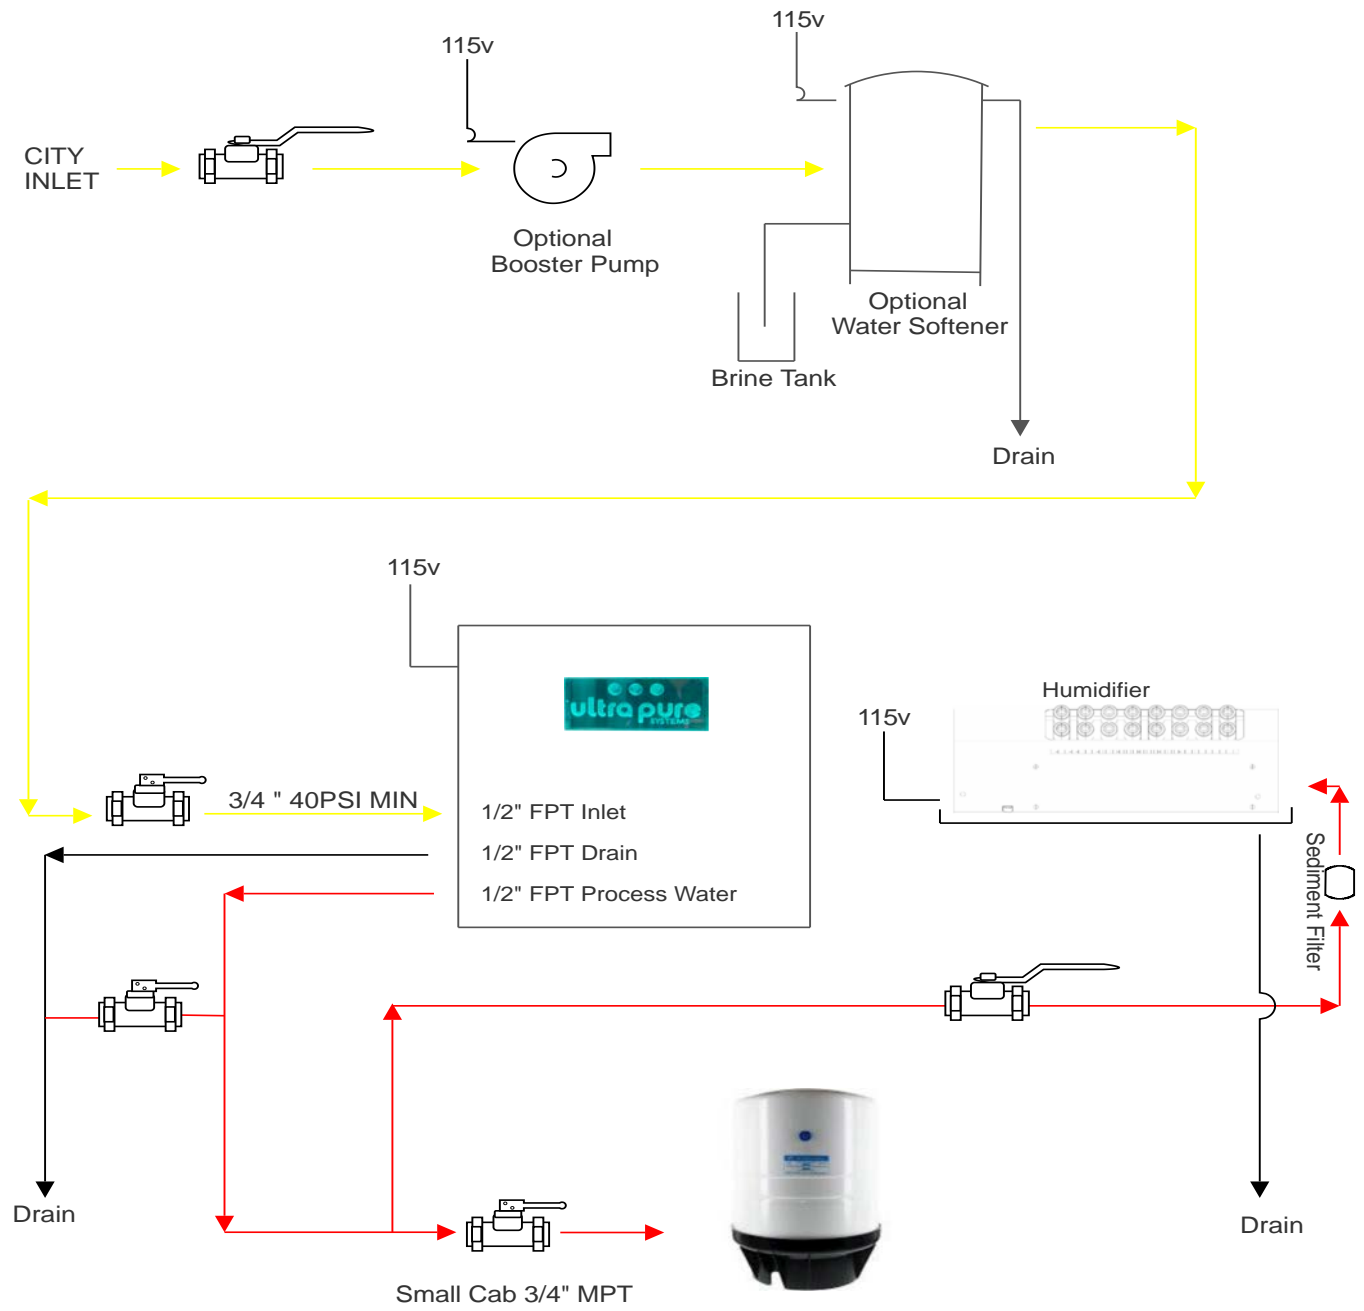 115v
115v
CITY
INLET
Optional
Booster Pump
Optional
Water Softener
Brine Tank
Drain
115v
ultra pure
SYSTEMS
Humidifier
115v
3/4 " 40PSI MIN
1/2" FPT Inlet
1/2" FPT Drain
1/2" FPT Process Water
Sediment Filter
Drain
Drain
Small Cab 3/4" MPT